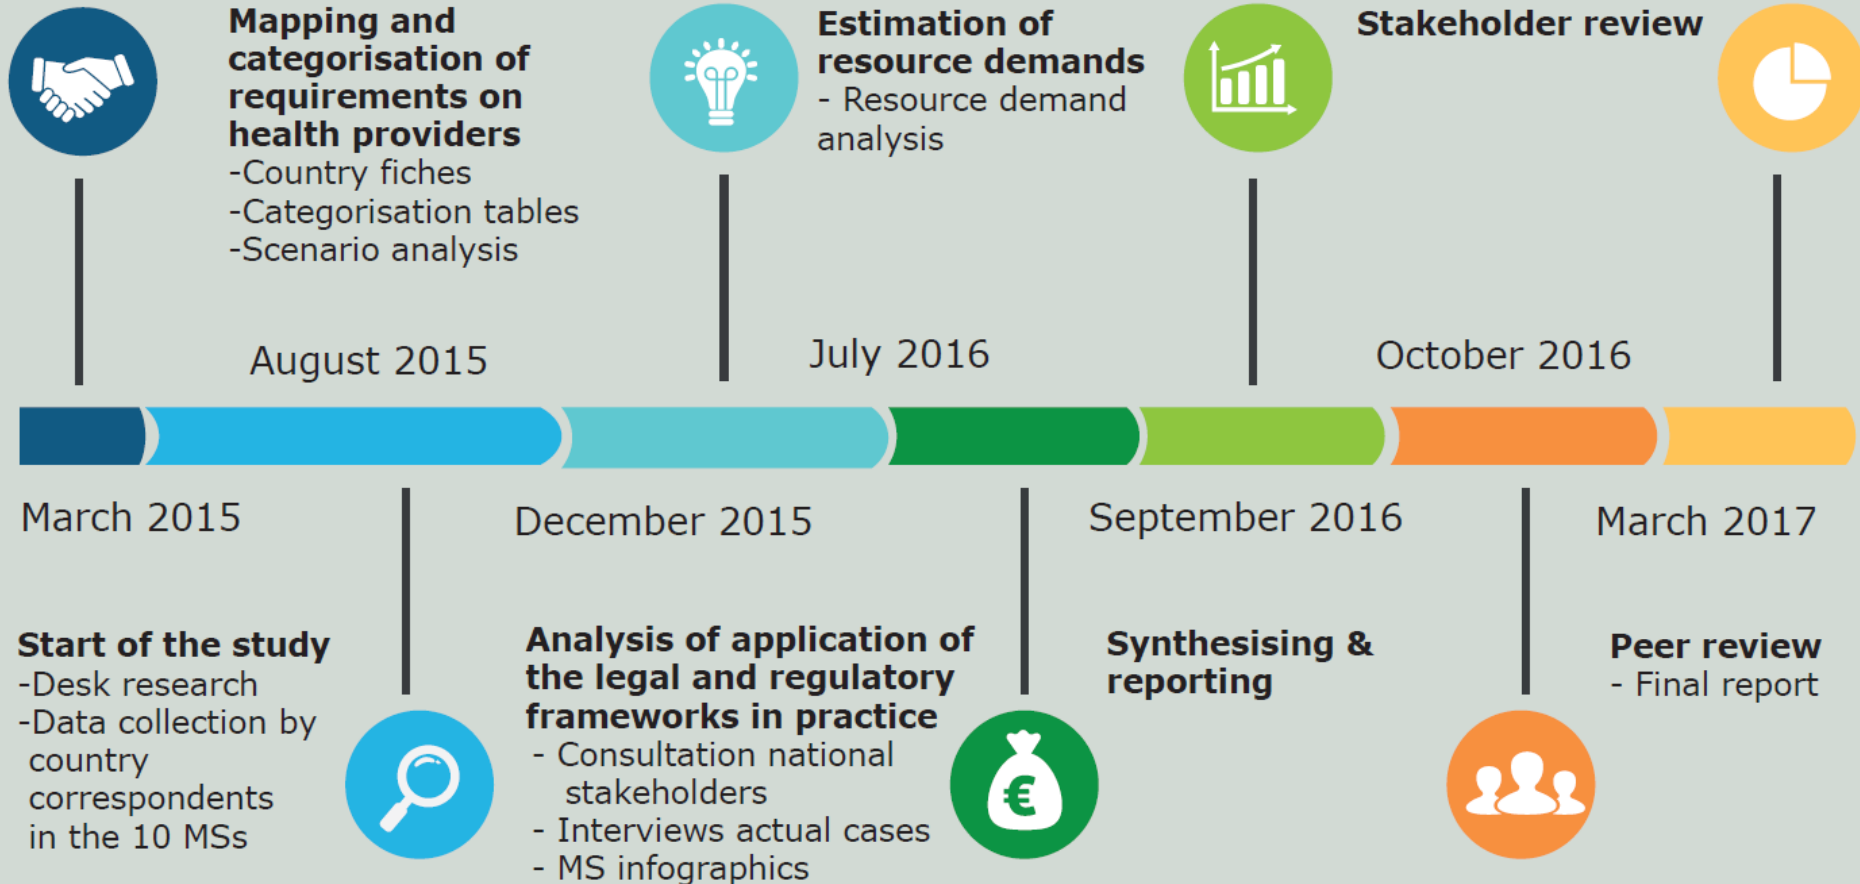 Mapping and
categorisation of
requirements on
health providers
-Country fiches
-Categorisation tables
-Scenario analysis
Estimation of
resource demands
- Resource demand
analysis
Stakeholder review
August 2015
July 2016
October 2016
March 2015
December 2015
September 2016
March 2017
Start of the study
-Desk research
-Data collection by
country
correspondents
in the 10 MSs
Analysis of application of
the legal and regulatory
frameworks in practice
- Consultation national
stakeholders
- Interviews actual cases
- MS infographics
€
Synthesising &
reporting
Peer review
- Final report